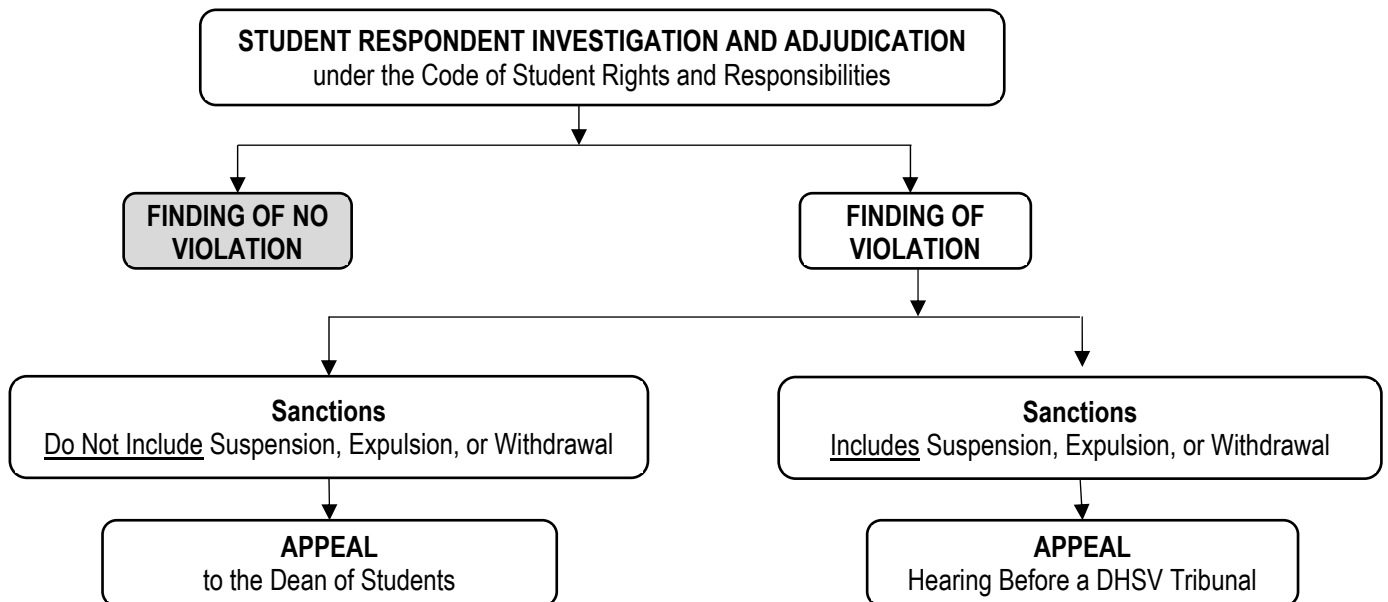 STUDENT RESPONDENT INVESTIGATION AND ADJUDICATION
under the Code of Student Rights and Responsibilities
FINDING OF NO
VIOLATION
FINDING OF
VIOLATION
Sanctions
Do Not Include Suspension, Expulsion, or Withdrawal
Sanctions
Includes Suspension, Expulsion, or Withdrawal
APPEAL
to the Dean of Students
APPEAL
Hearing Before a DHSV Tribunal